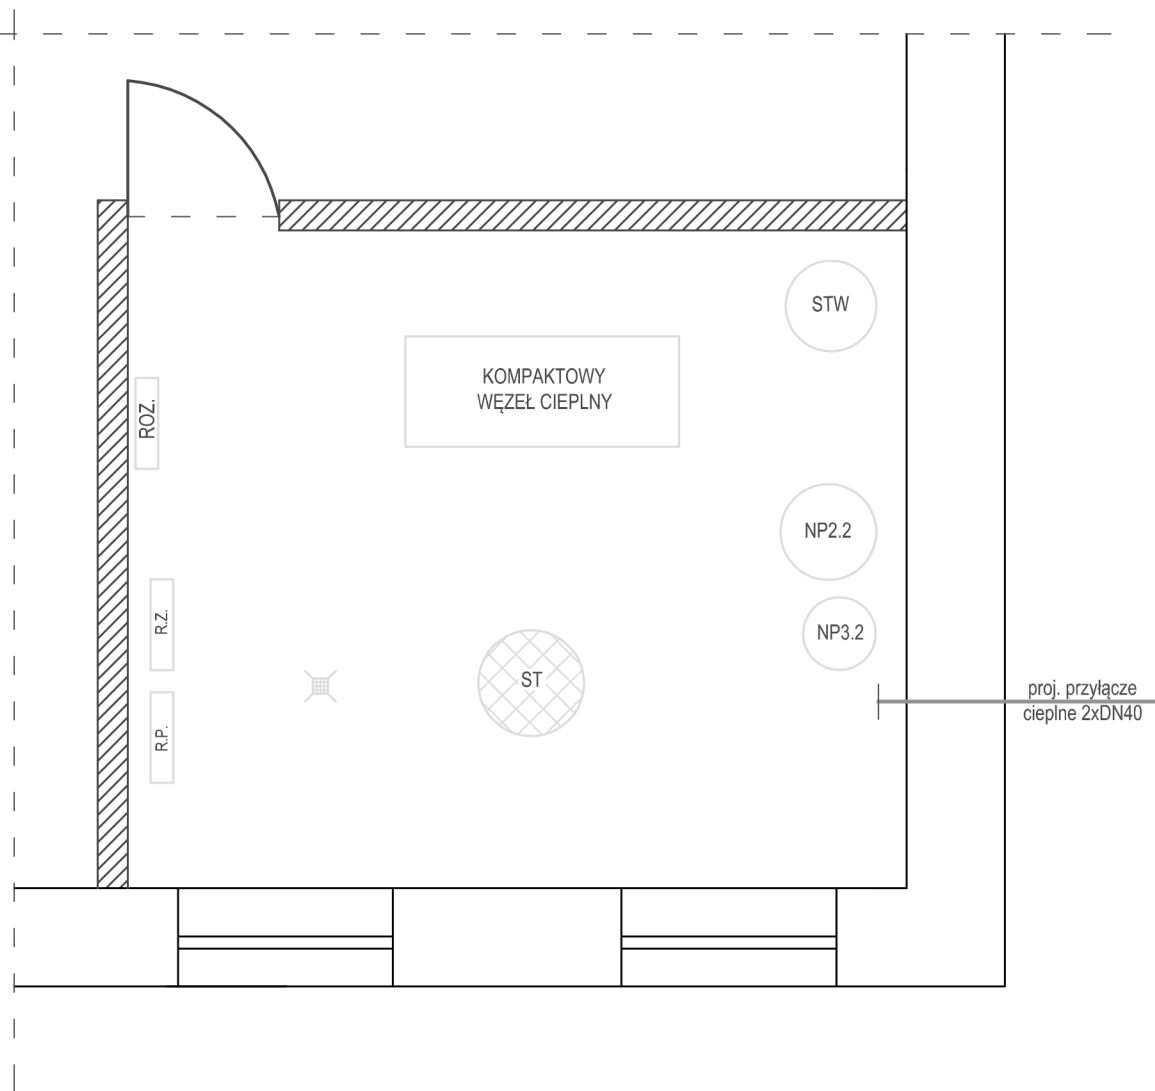 STW
KOMPAKTOWY
WĘZEŁ CIEPLNY
ROZ.
NP2.2
R.Z.
NP3.2
ST
proj. przyłącze
cieplne 2xDN40
R.P.